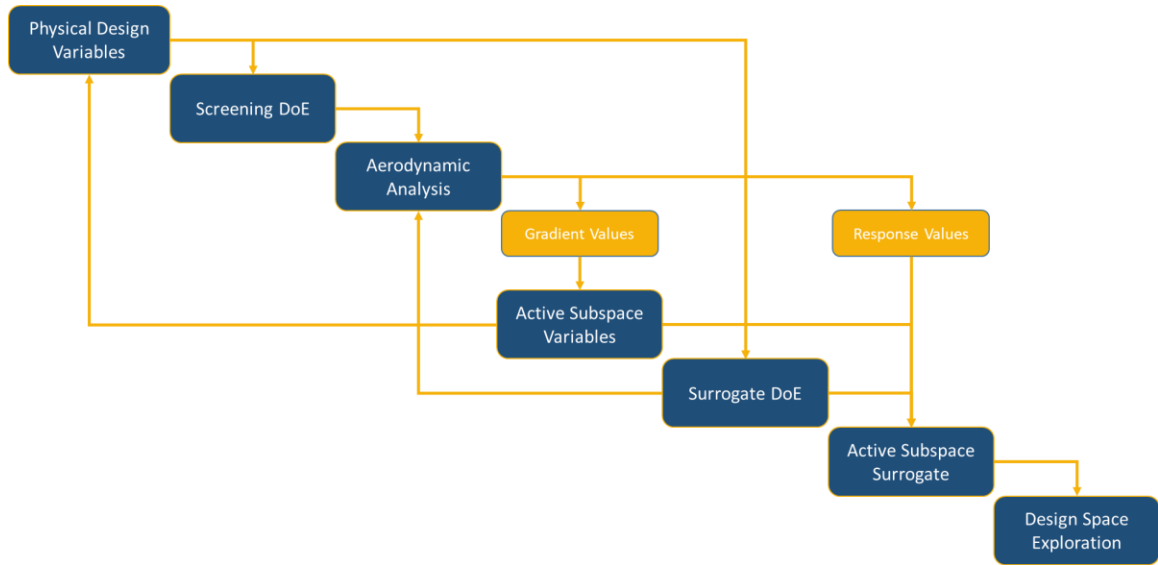 Physical Design
Variables
Screening DoE
Aerodynamic
Analysis
Gradient Values
Response Values
Active Subspace
Variables
Surrogate DoE
Active Subspace
Surrogate
Design Space
Exploration